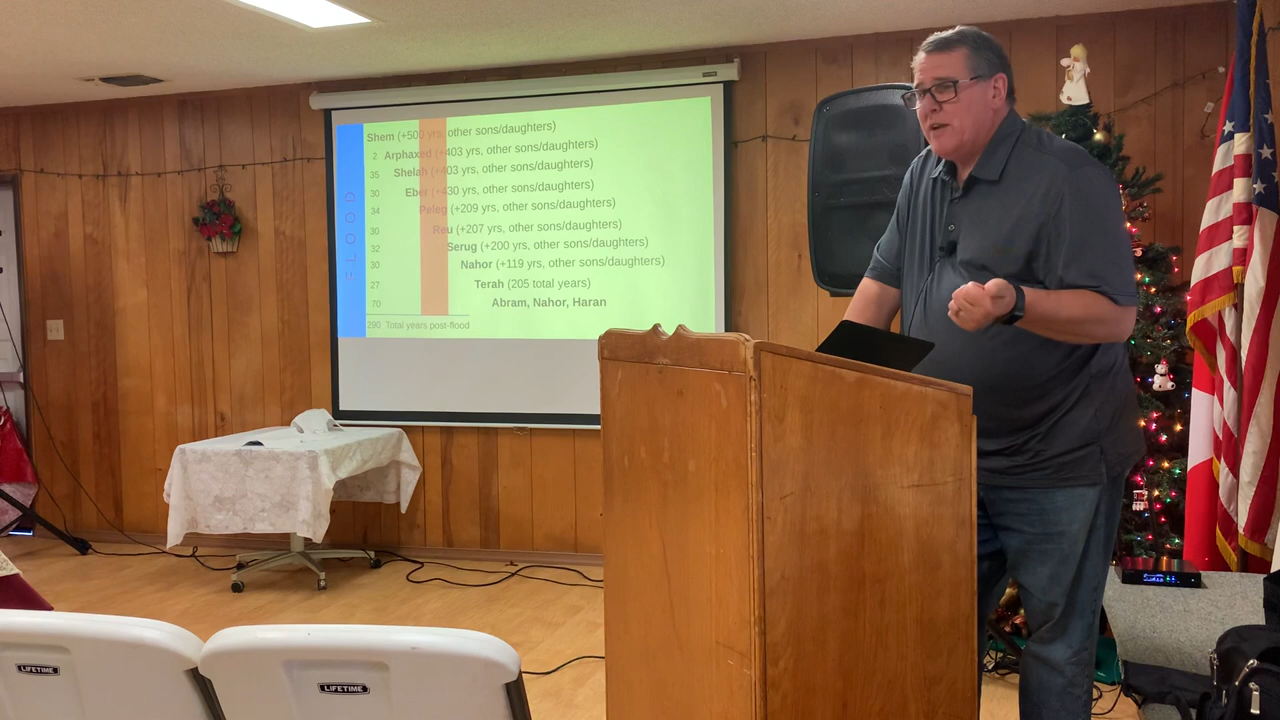 FLOOD
Shem (+500 yrs, other sons/daughters)
2 Arphaxed (+403 yrs, other sons/daughters)
35 Shelah (+403 yrs, other sons/daughters)
30 Eber (+430 yrs, other sons/daughters)
34 Peleg (+209 yrs, other sons/daughters)
30 Reu (+207 yrs, other sons/daughters)
32 Serug (+200 yrs, other sons/daughters)
30 Nahor (+119 yrs, other sons/daughters)
27 Terah (205 total years)
70 Abram, Nahor, Haran
290 Total years post-flood
LIFETIME
LIFETIME